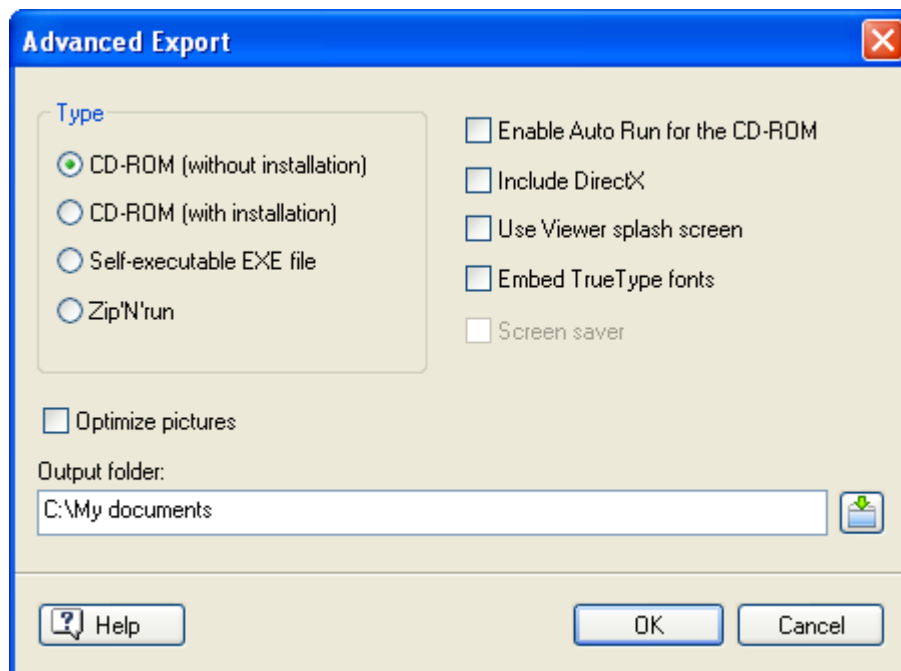 Advanced Export
Type
CD-ROM (without installation)
CD-ROM (with installation)
Self-executable EXE file
Zip'N'run
Enable Auto Run for the CD-ROM
Include DirectX
Use Viewer splash screen
Embed TrueType fonts
Screen saver
Optimize pictures
Output folder:
C:\My documents
Help
OK
Cancel